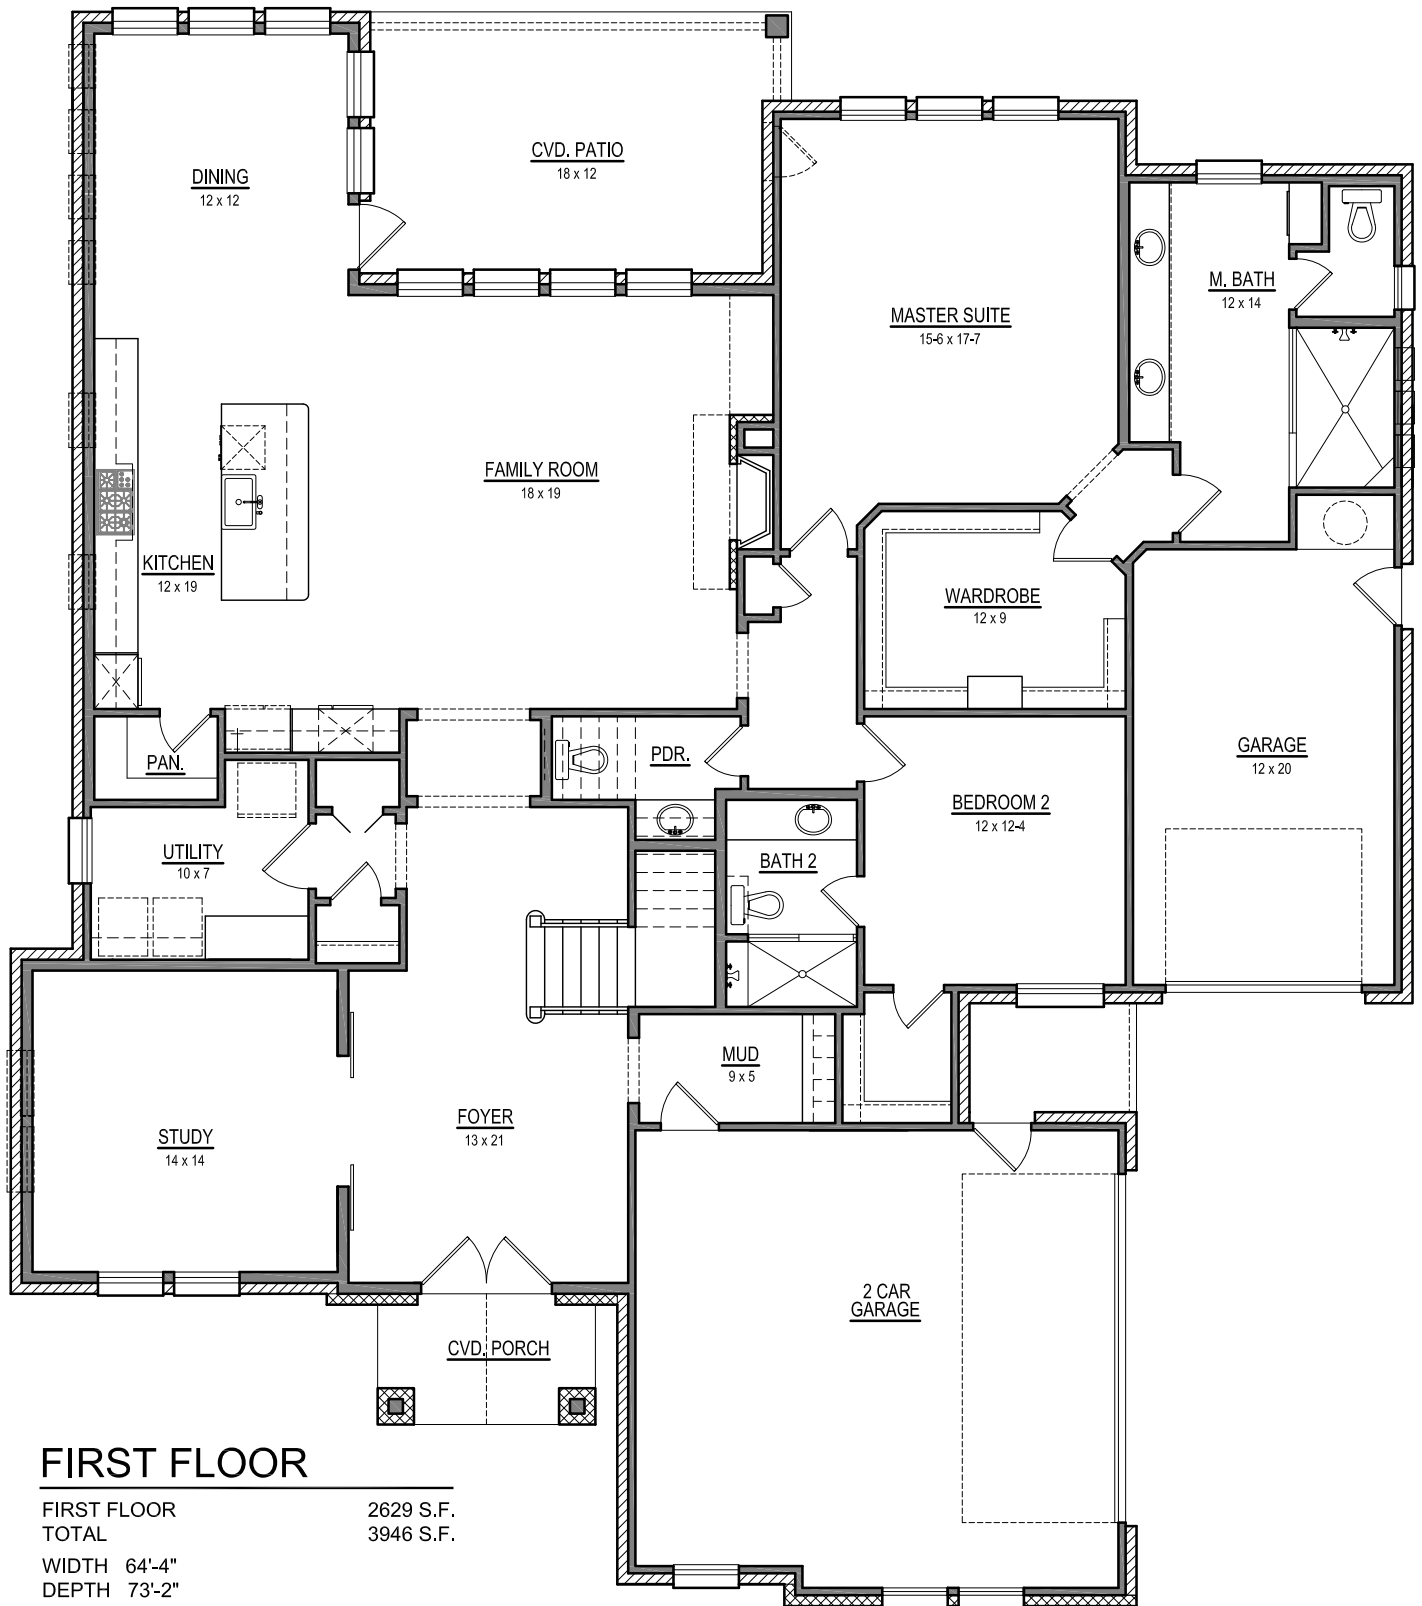 DINING
12 x 12
CVD. PATIO
18 x 12
MASTER SUITE
15-6 x 17-7
M. BATH
12 x 14
FAMILY ROOM
18 x 19
KITCHEN
12 x 19
WARDROBE
12 x 9
GARAGE
12 x 20
PAN.
PDR.
BEDROOM 2
12 x 12-4
UTILITY
10 x 7
BATH 2
MUD
9 x 5
STUDY
14 x 14
FOYER
13 x 21
2 CAR
GARAGE
CVD. PORCH
FIRST FLOOR
FIRST FLOOR 2629 S.F.
TOTAL 3946 S.F.
WIDTH 64'-4"
DEPTH 73'-2"